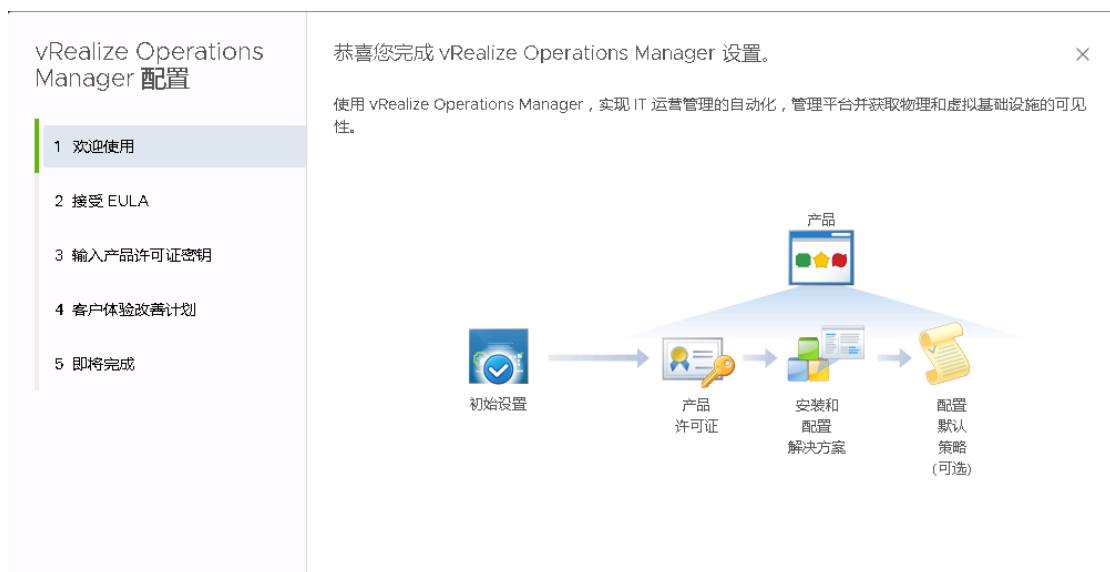 vRealize Operations
Manager 配置
1 欢迎使用
2 接受 EULA
3 输入产品许可证密钥
4 客户体验改善计划
5 即将完成
恭喜您完成 vRealize Operations Manager 设置。
使用 vRealize Operations Manager，实现 IT 运营管理的自动化，管理平台并获取物理和虚拟基础设施的可见
性。
产品
初始设置
产品
许可证
安装和
配置
解决方案
配置
默认
策略
(可选)